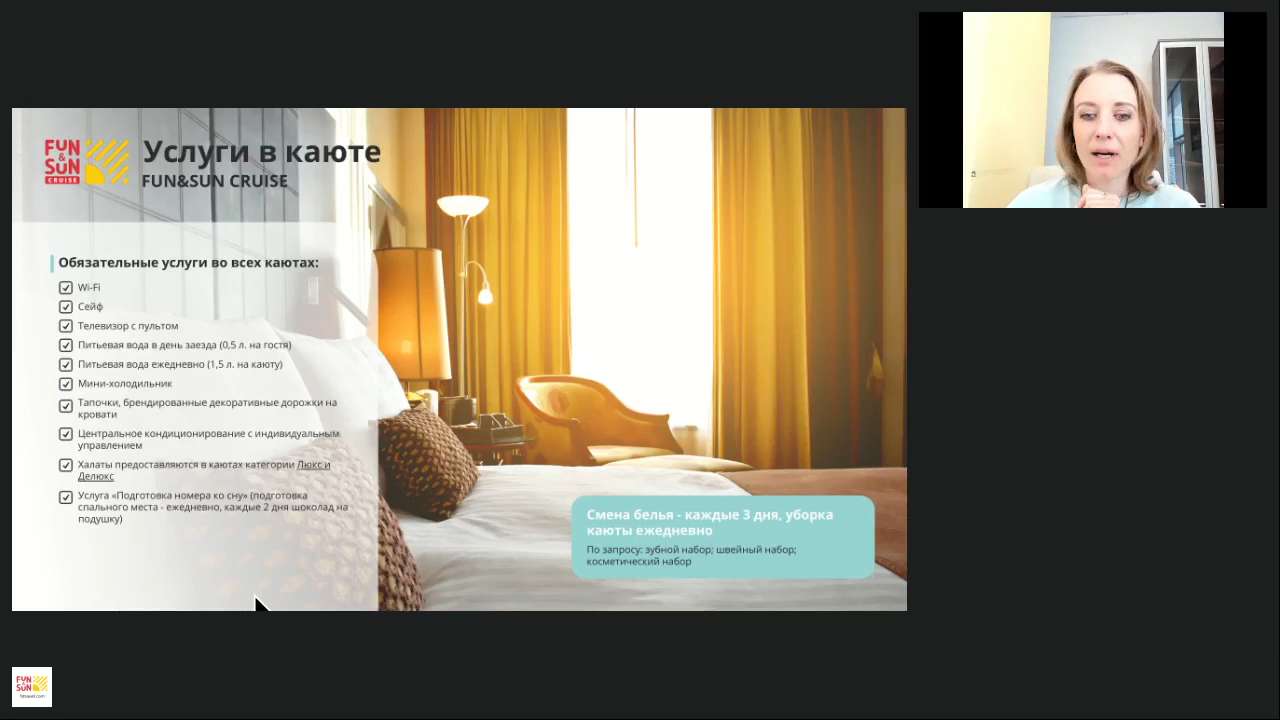 FUN
&
SUN
CRUISE
Услуги в каюте
FUN&SUN CRUISE
Обязательные услуги во всех каютах:
Wi-Fi
Сейф
Телевизор с пультом
Питьевая вода в день заезда (0,5 л. на гостя)
Питьевая вода ежедневно (1,5 л. на каюту)
Мини-холодильник
Тапочки, брендированные декоративные дорожки на
кровати
Центральное кондиционирование с индивидуальным
управлением
Халаты предоставляются в каютах категории Люкс и
Делюкс
Услуга «Подготовка номера ко сну» (подготовка
спального места - ежедневно, каждые 2 дня шоколад на
подушку)
Смена белья - каждые 3 дня, уборка
каюты ежедневно
По запросу: зубной набор; швейный набор;
косметический набор
FUN
&
SUN
fstravel.com